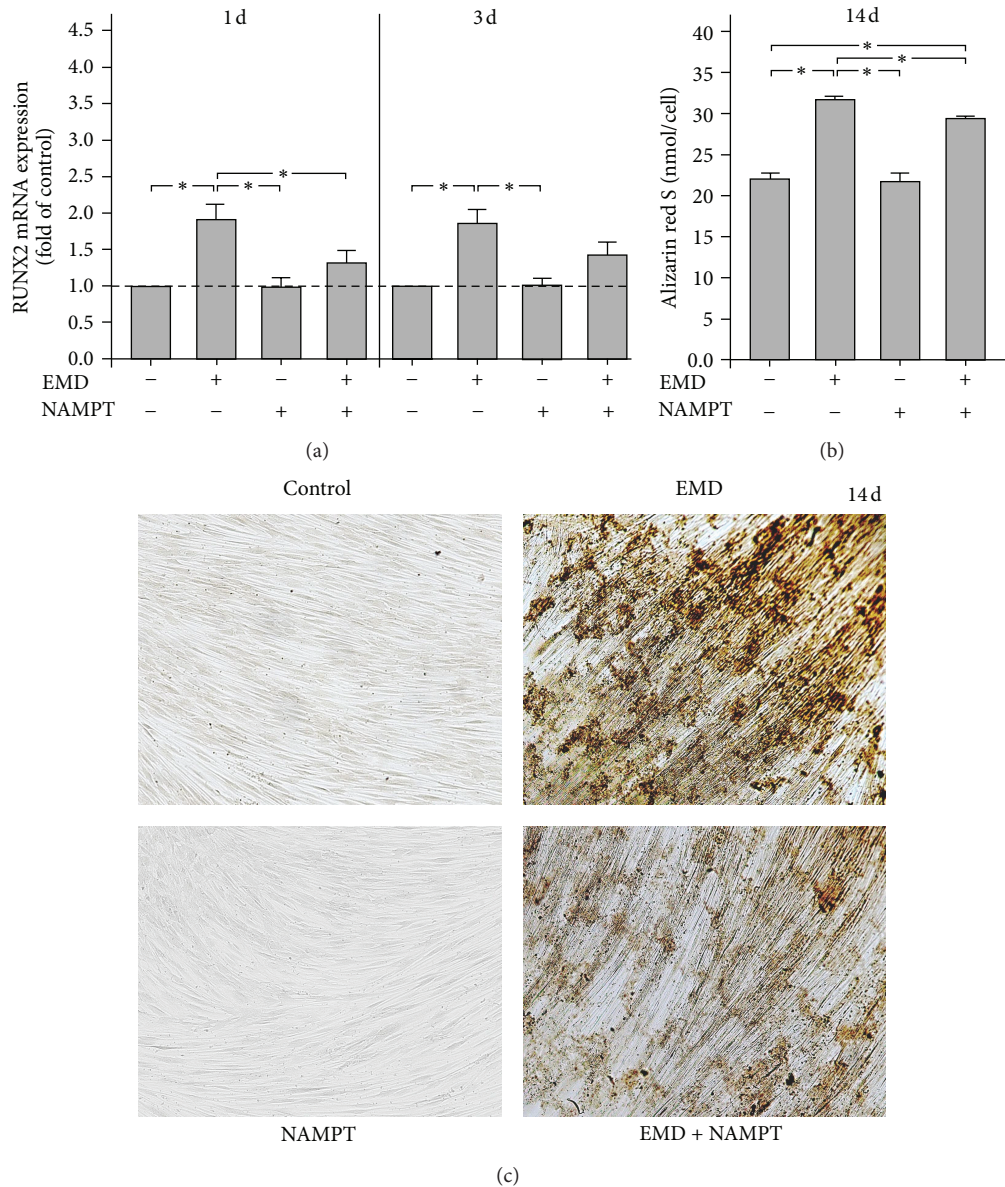 1 d
3 d
RUNX2 mRNA expression
(fold of control)
4.5
4.0
3.5
3.0
2.5
2.0
1.5
1.0
0.5
0.0
* * *
* *
EMD − + − + − + − +
NAMPT − − + + − − + +
(a)
14 d
Alizarin red S (nmol/cell)
40
35
30
25
20
15
10
5
0.0
*
*
* *
− + − +
− − + +
(b)
Control
EMD
14 d
NAMPT
EMD + NAMPT
(c)